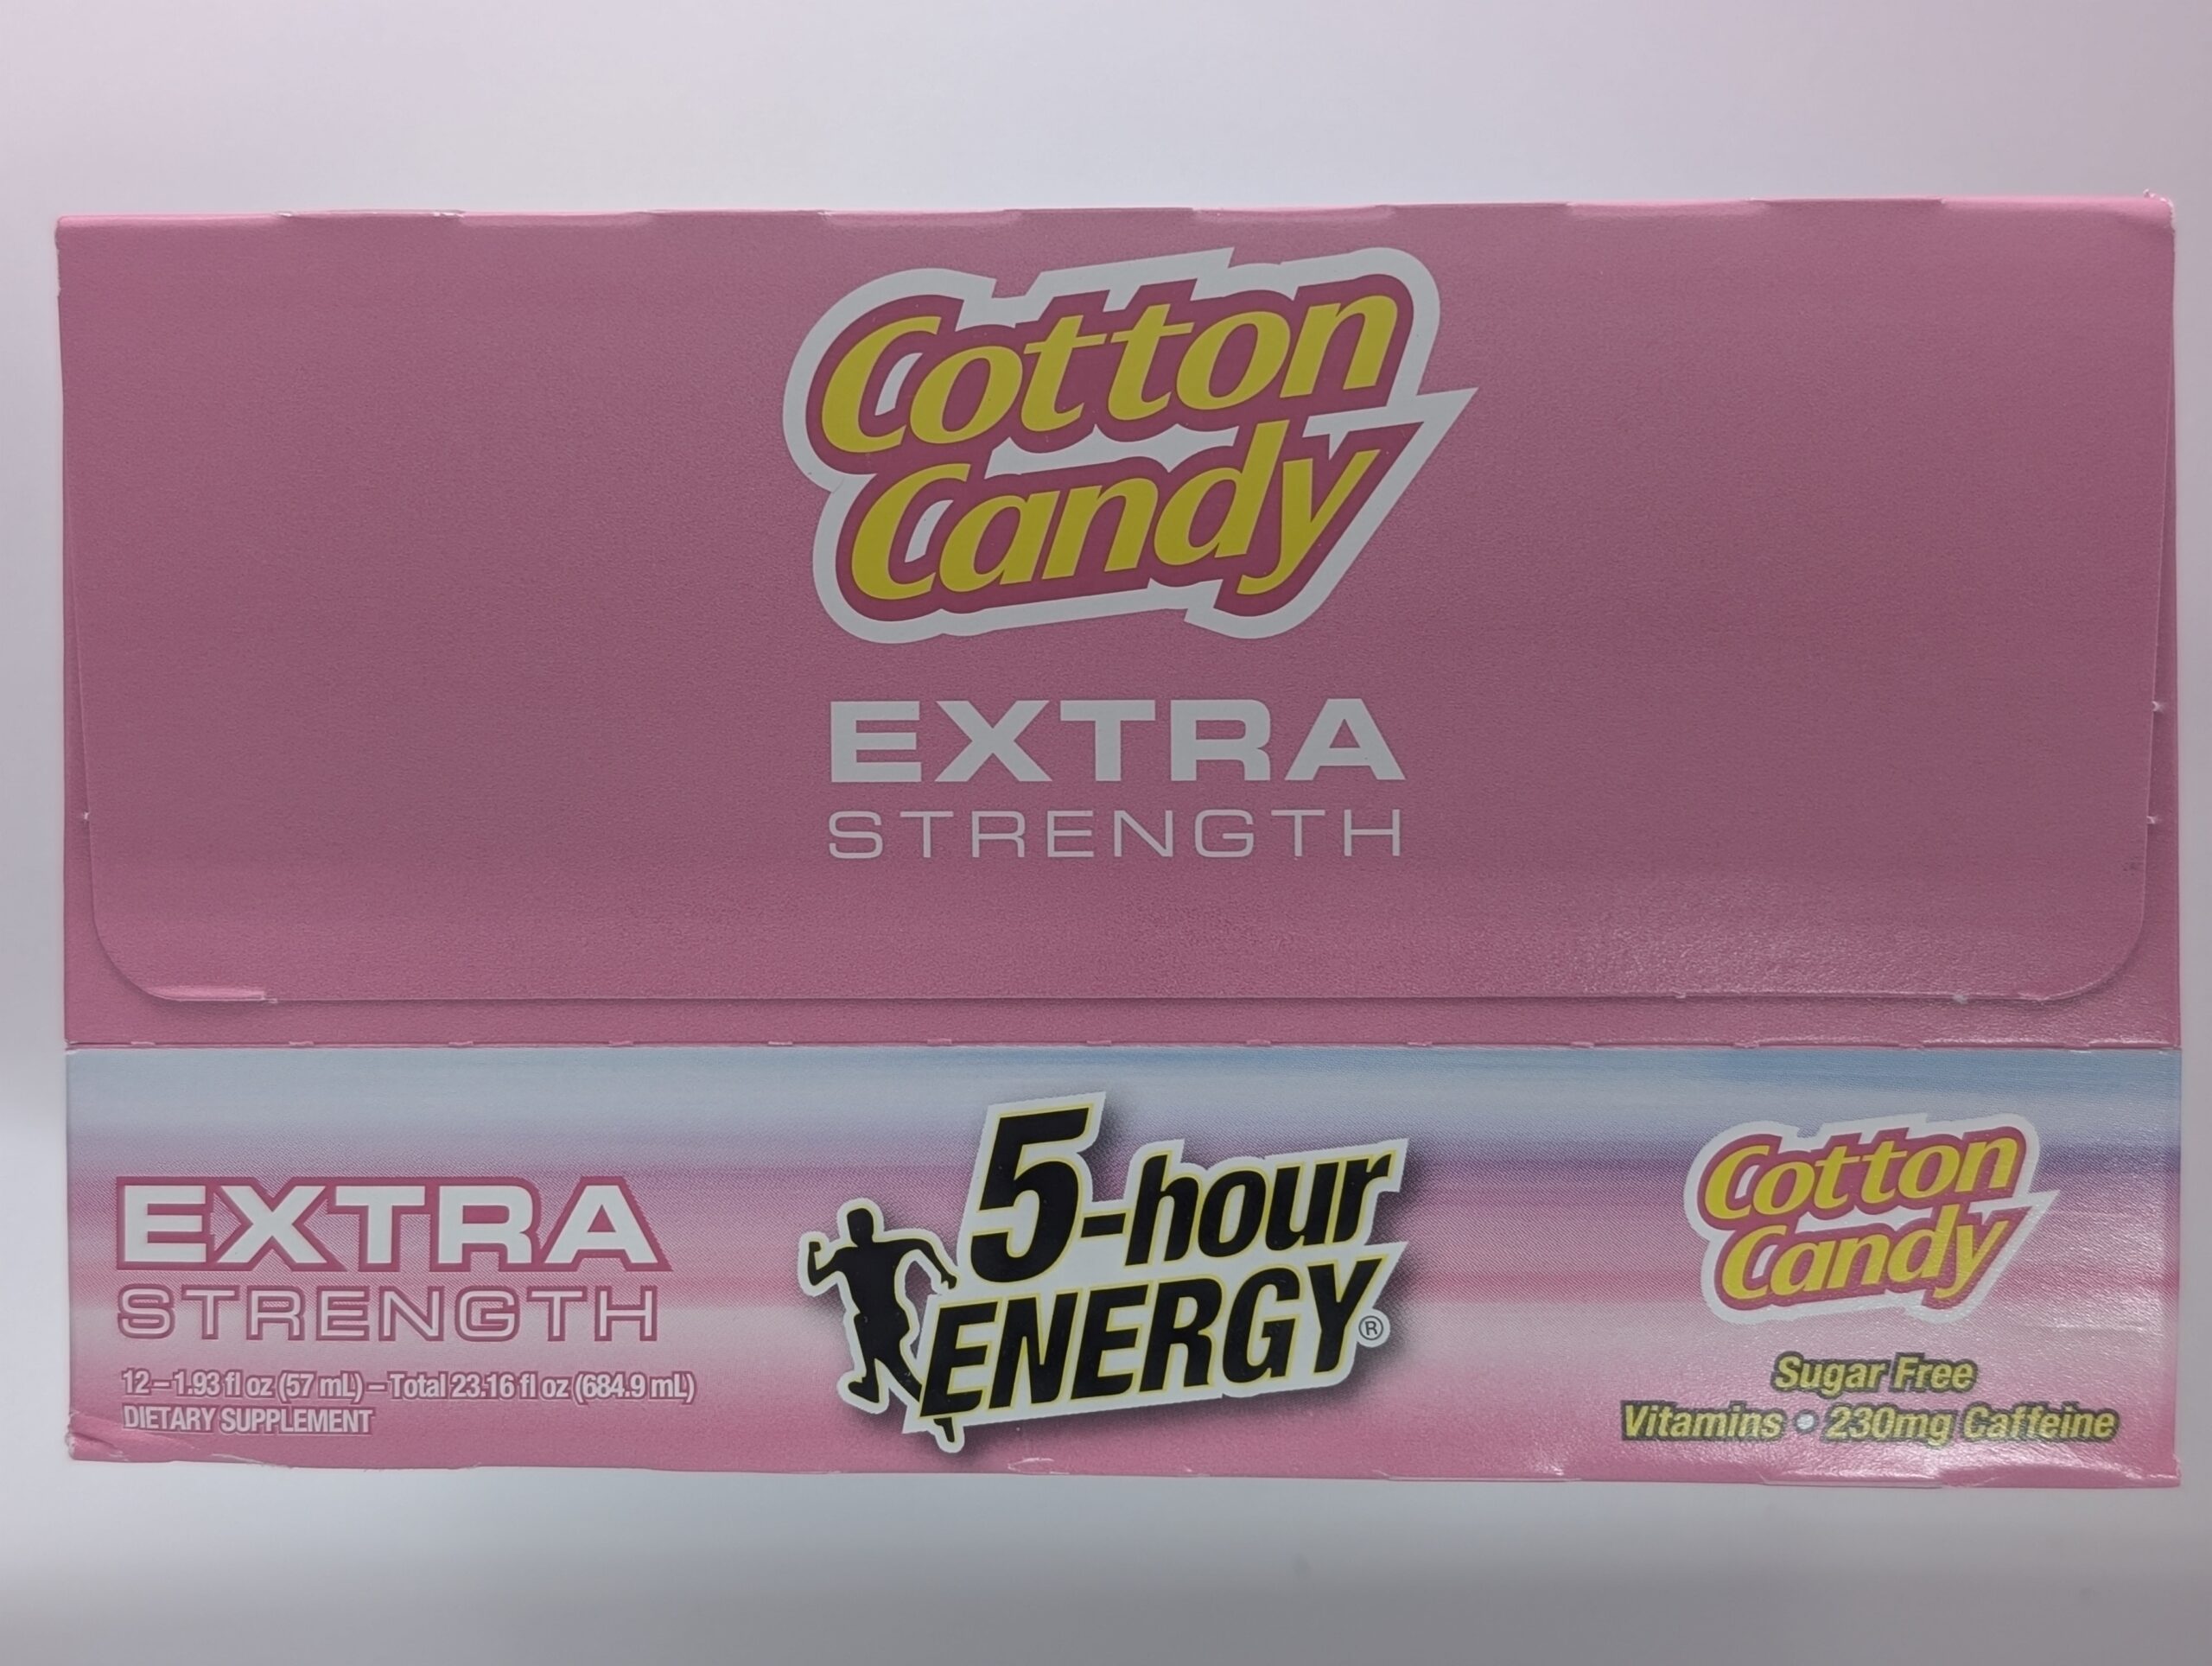 Cotton
Candy
EXTRA
STRENGTH
EXTRA
STRENGTH
12–1.93 fl oz (57 mL) – Total 23.16 fl oz (684.9 mL)
DIETARY SUPPLEMENT
5-hour
ENERGY®
Cotton
Candy
Sugar Free
Vitamins • 230mg Caffeine